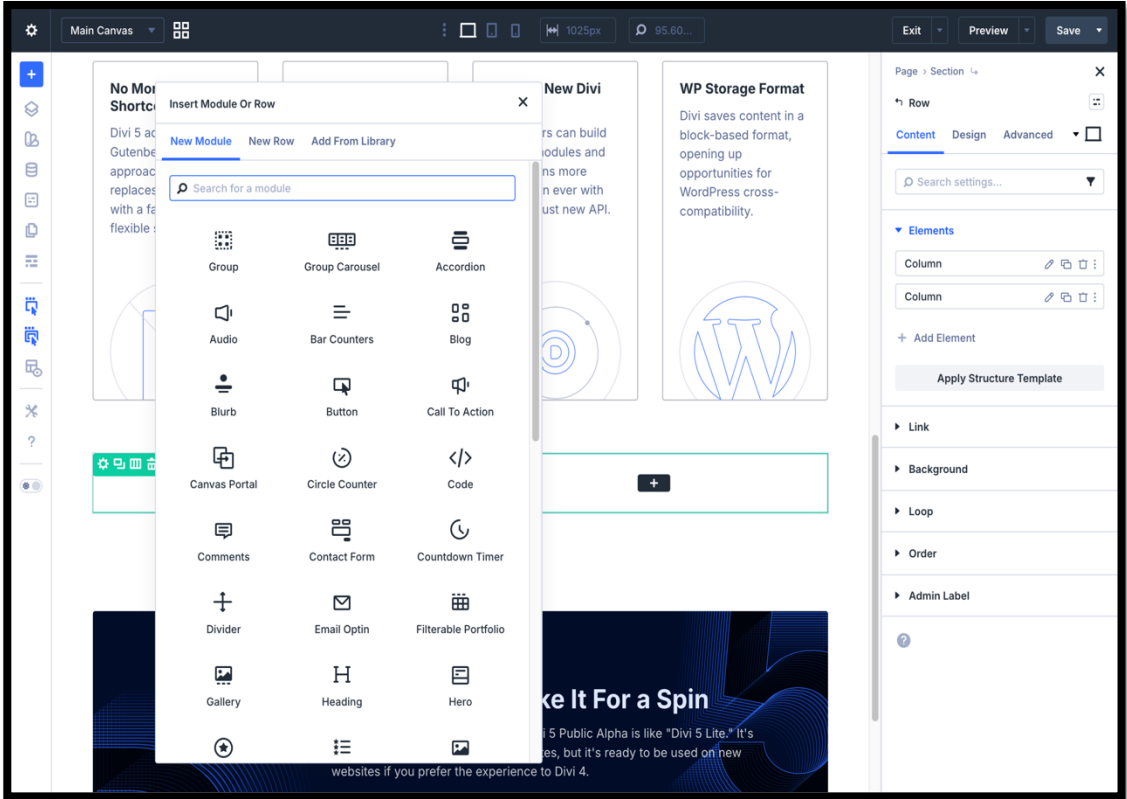 Main Canvas
1025px
95.60...
Exit
Preview
Save
No Mor
Shortco
Divi 5 ad
Gutenbe
approac
replaces
with a fa
flexible s
New Divi
rs can build
odules and
ns more
n ever with
ust new API.
WP Storage Format
Divi saves content in a
block-based format,
opening up
opportunities for
WordPress cross-
compatibility.
Insert Module Or Row
New Module New Row Add From Library
Search for a module
Group Group Carousel Accordion
Audio Bar Counters Blog
Blurb Button Call To Action
Canvas Portal Circle Counter Code
Comments Contact Form Countdown Timer
Divider Email Optin Filterable Portfolio
Gallery Heading Hero
ke It For a Spin
i 5 Public Alpha is like "Divi 5 Lite." It's
es, but it's ready to be used on new
websites if you prefer the experience to Divi 4.
Page > Section
Row
Content Design Advanced
Search settings...
Elements
Column
Column
+ Add Element
Apply Structure Template
Link
Background
Loop
Order
Admin Label